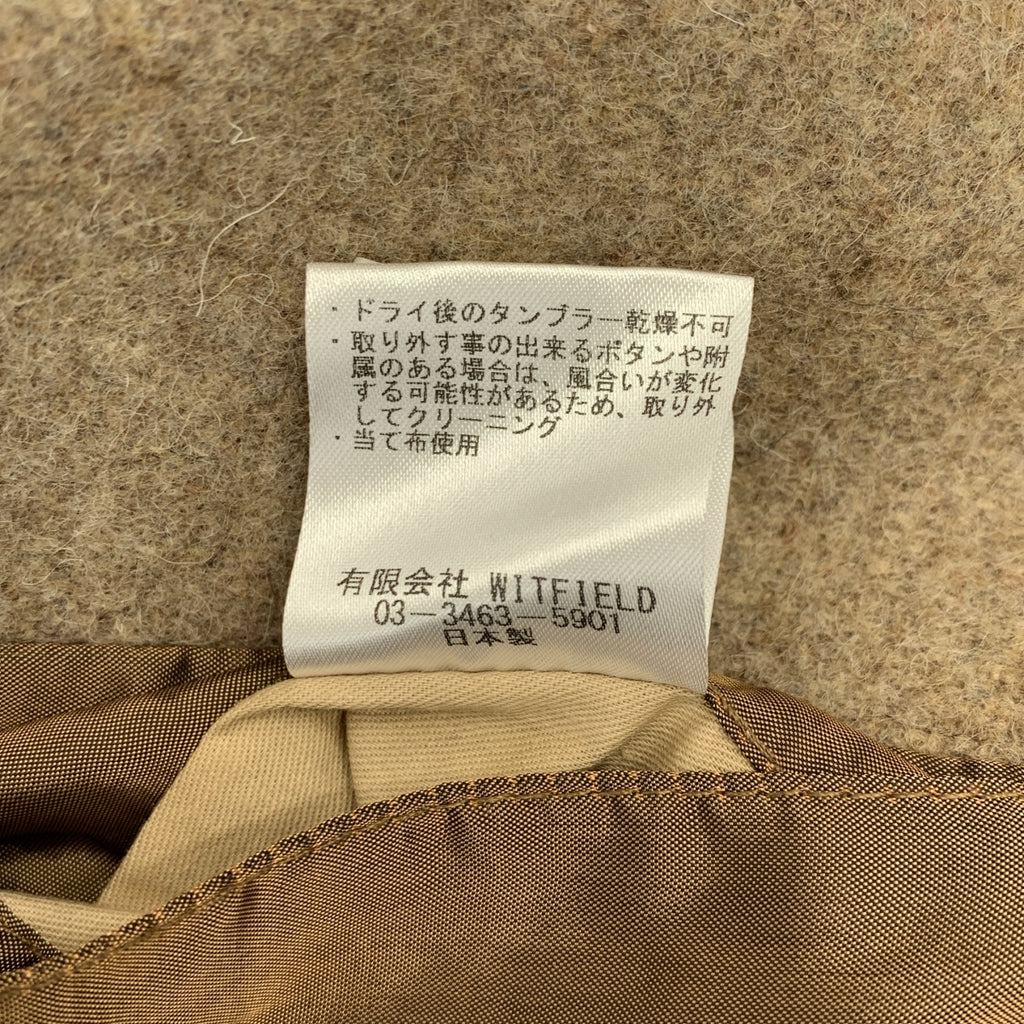 ・ドライ後のタンブラー乾燥不可
・取り外す事の出来るボタンや附
属のある場合は、風合いが変化
する可能性があるため、取り外
してクリーニング
・当て布使用
有限会社 WITFIELD
03-3463-5901
日本製